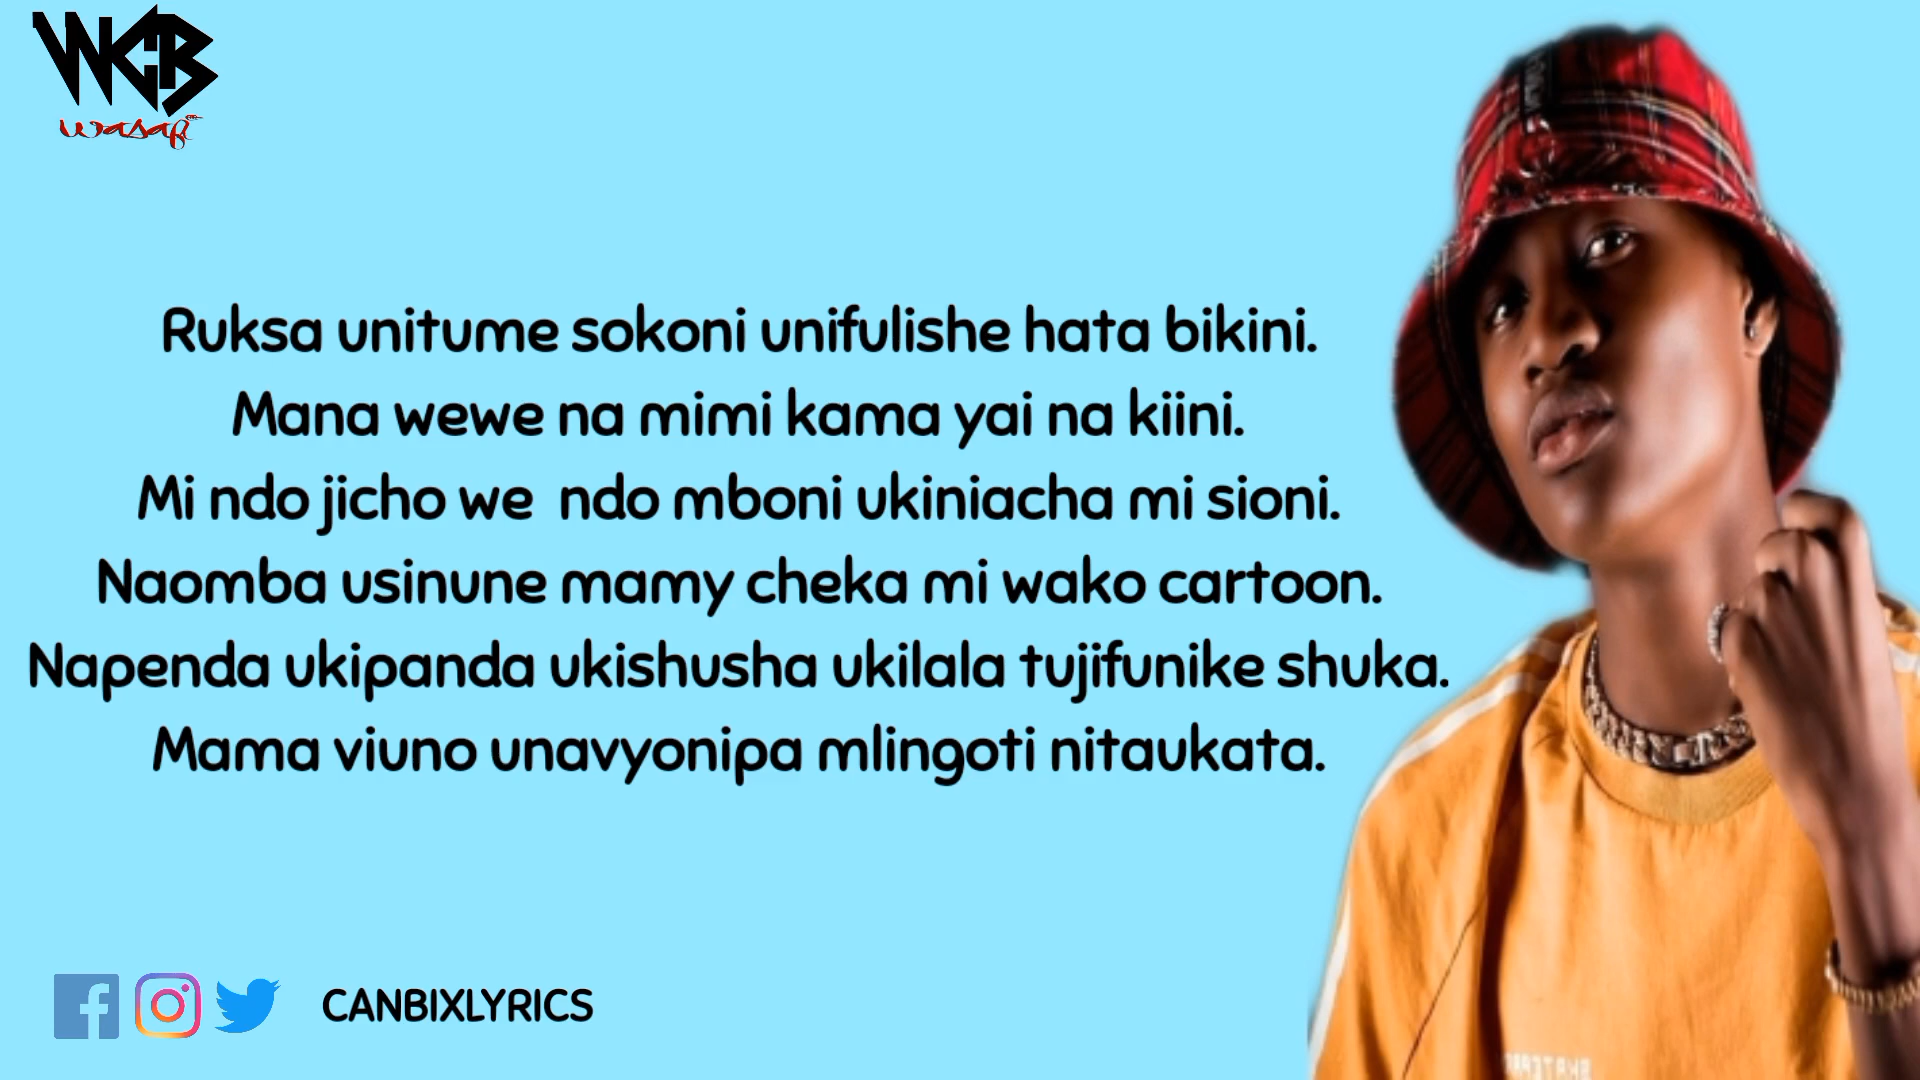 WCB
wasafi
Ruksa unitume sokoni unifulishe hata bikini.
Mana wewe na mimi kama yai na kiini.
Mi ndo jicho we ndo mboni ukiniacha mi sioni.
Naomba usinune mamy cheka mi wako cartoon.
Napenda ukipanda ukishusha ukilala tujifunike shuka.
Mama viuno unavyonipa mlingoti nitaukata.
CANBIXLYRICS